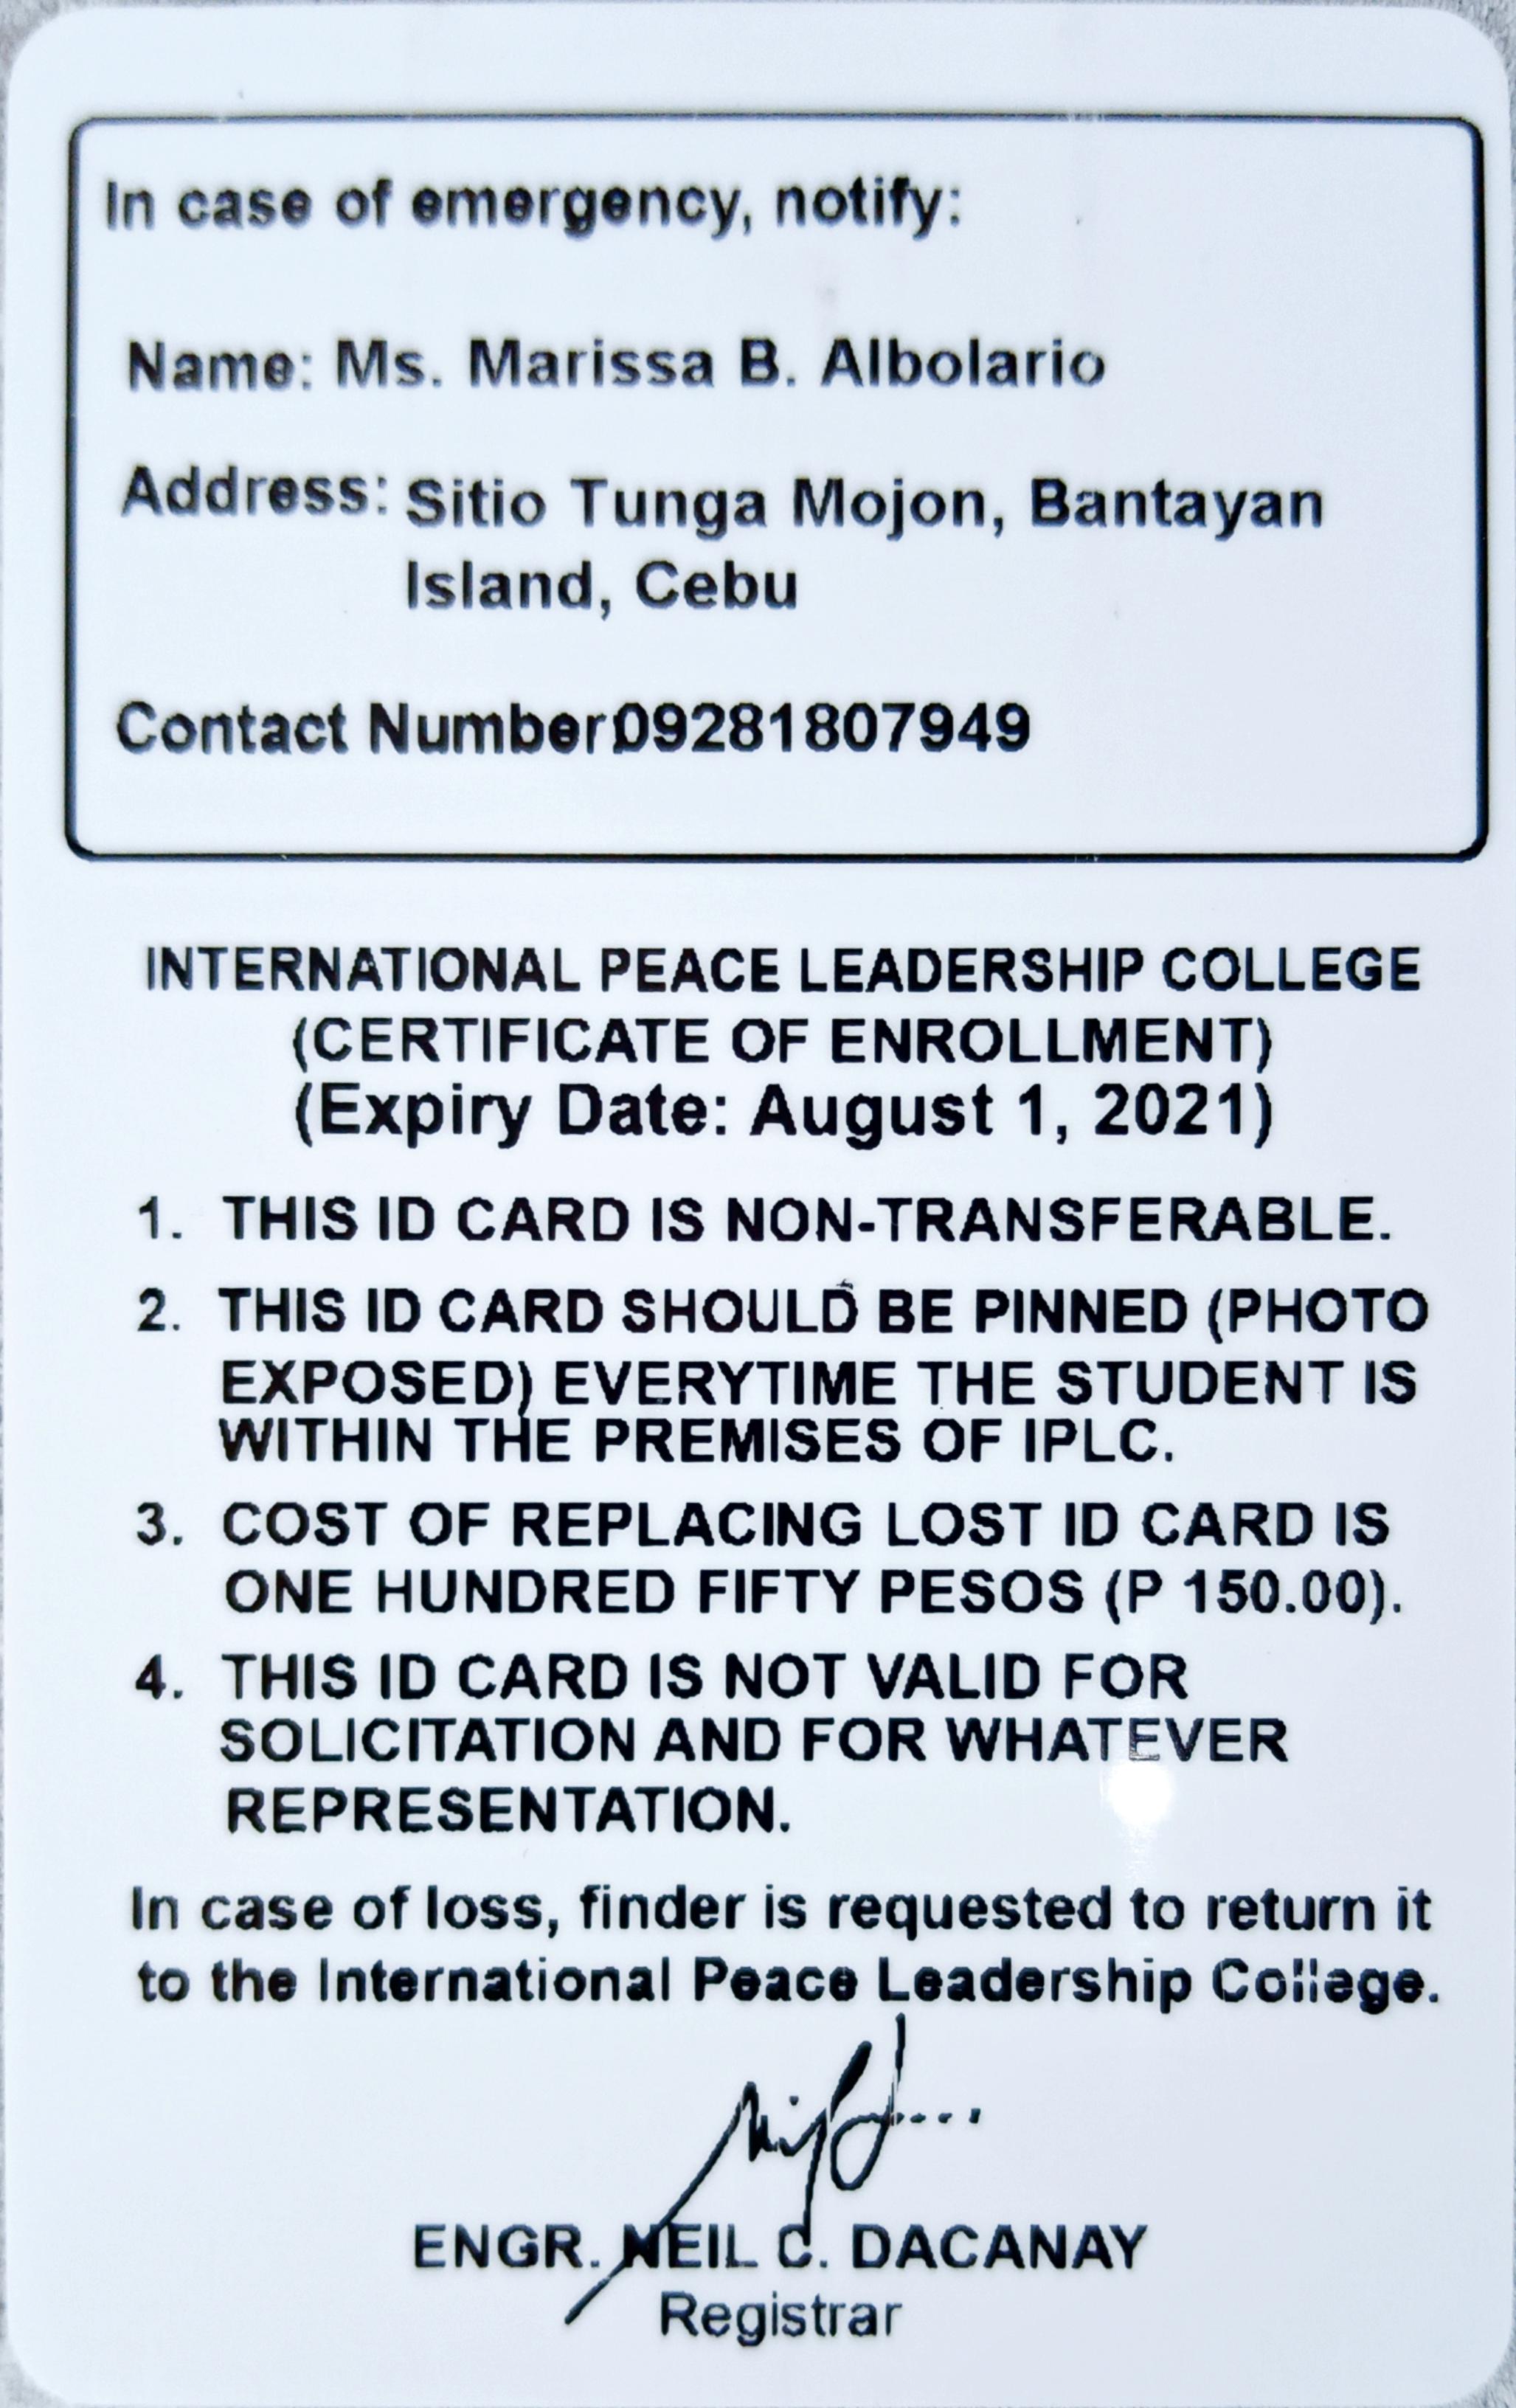 In case of emergency, notify:
Name: Ms. Marissa B. Albolario
Address: Sitio Tunga Mojon, Bantayan
Island, Cebu
Contact Number:09281807949
INTERNATIONAL PEACE LEADERSHIP COLLEGE
(CERTIFICATE OF ENROLLMENT)
(Expiry Date: August 1, 2021)
1. THIS ID CARD IS NON-TRANSFERABLE.
2. THIS ID CARD SHOULD BE PINNED (PHOTO
EXPOSED) EVERYTIME THE STUDENT IS
WITHIN THE PREMISES OF IPLC.
3. COST OF REPLACING LOST ID CARD IS
ONE HUNDRED FIFTY PESOS (P 150.00).
4. THIS ID CARD IS NOT VALID FOR
SOLICITATION AND FOR WHATEVER
REPRESENTATION.
In case of loss, finder is requested to return it
to the International Peace Leadership College.
ENGR. NEIL C. DACANAY
Registrar